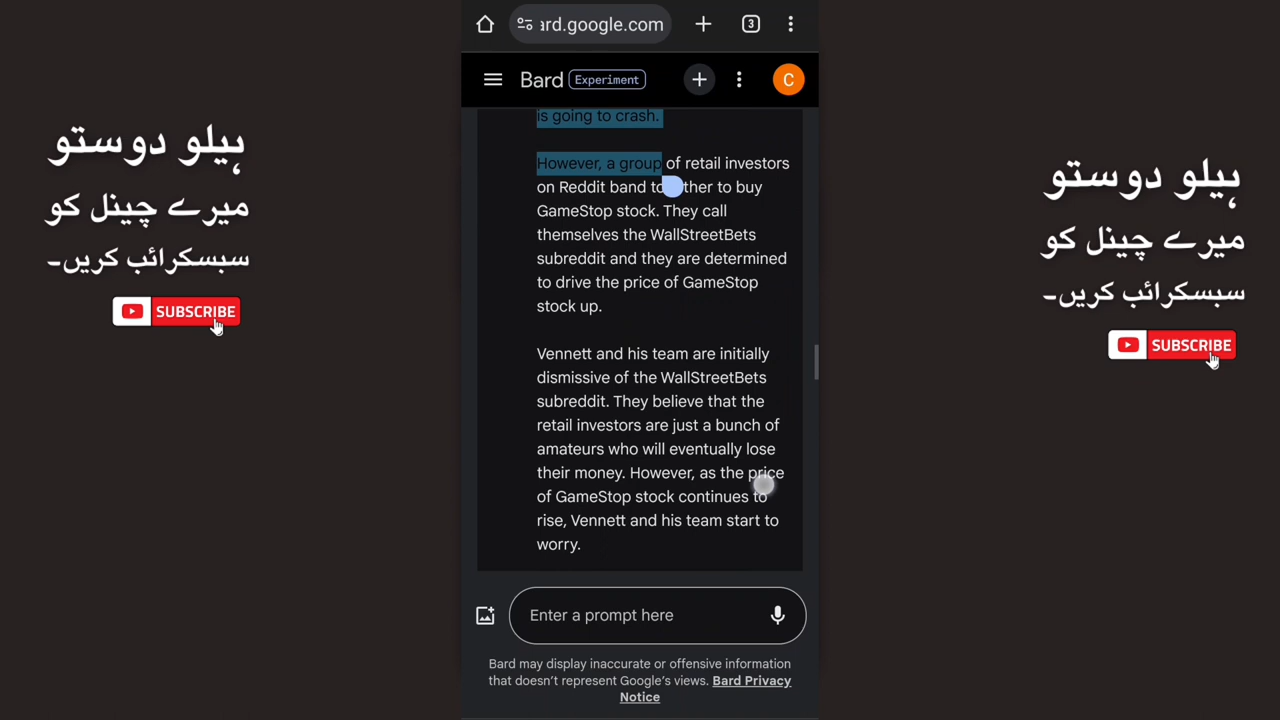 ہیلو دوستو
میرے چینل کو
سبسکرائب کریں۔
SUBSCRIBE
ard.google.com
3
Bard Experiment
C
is going to crash.
However, a group of retail investors
on Reddit band together to buy
GameStop stock. They call
themselves the WallStreetBets
subreddit and they are determined
to drive the price of GameStop
stock up.
Vennett and his team are initially
dismissive of the WallStreetBets
subreddit. They believe that the
retail investors are just a bunch of
amateurs who will eventually lose
their money. However, as the price
of GameStop stock continues to
rise, Vennett and his team start to
worry.
Enter a prompt here
Bard may display inaccurate or offensive information
that doesn't represent Google's views. Bard Privacy
Notice
ہیلو دوستو
میرے چینل کو
سبسکرائب کریں۔
SUBSCRIBE